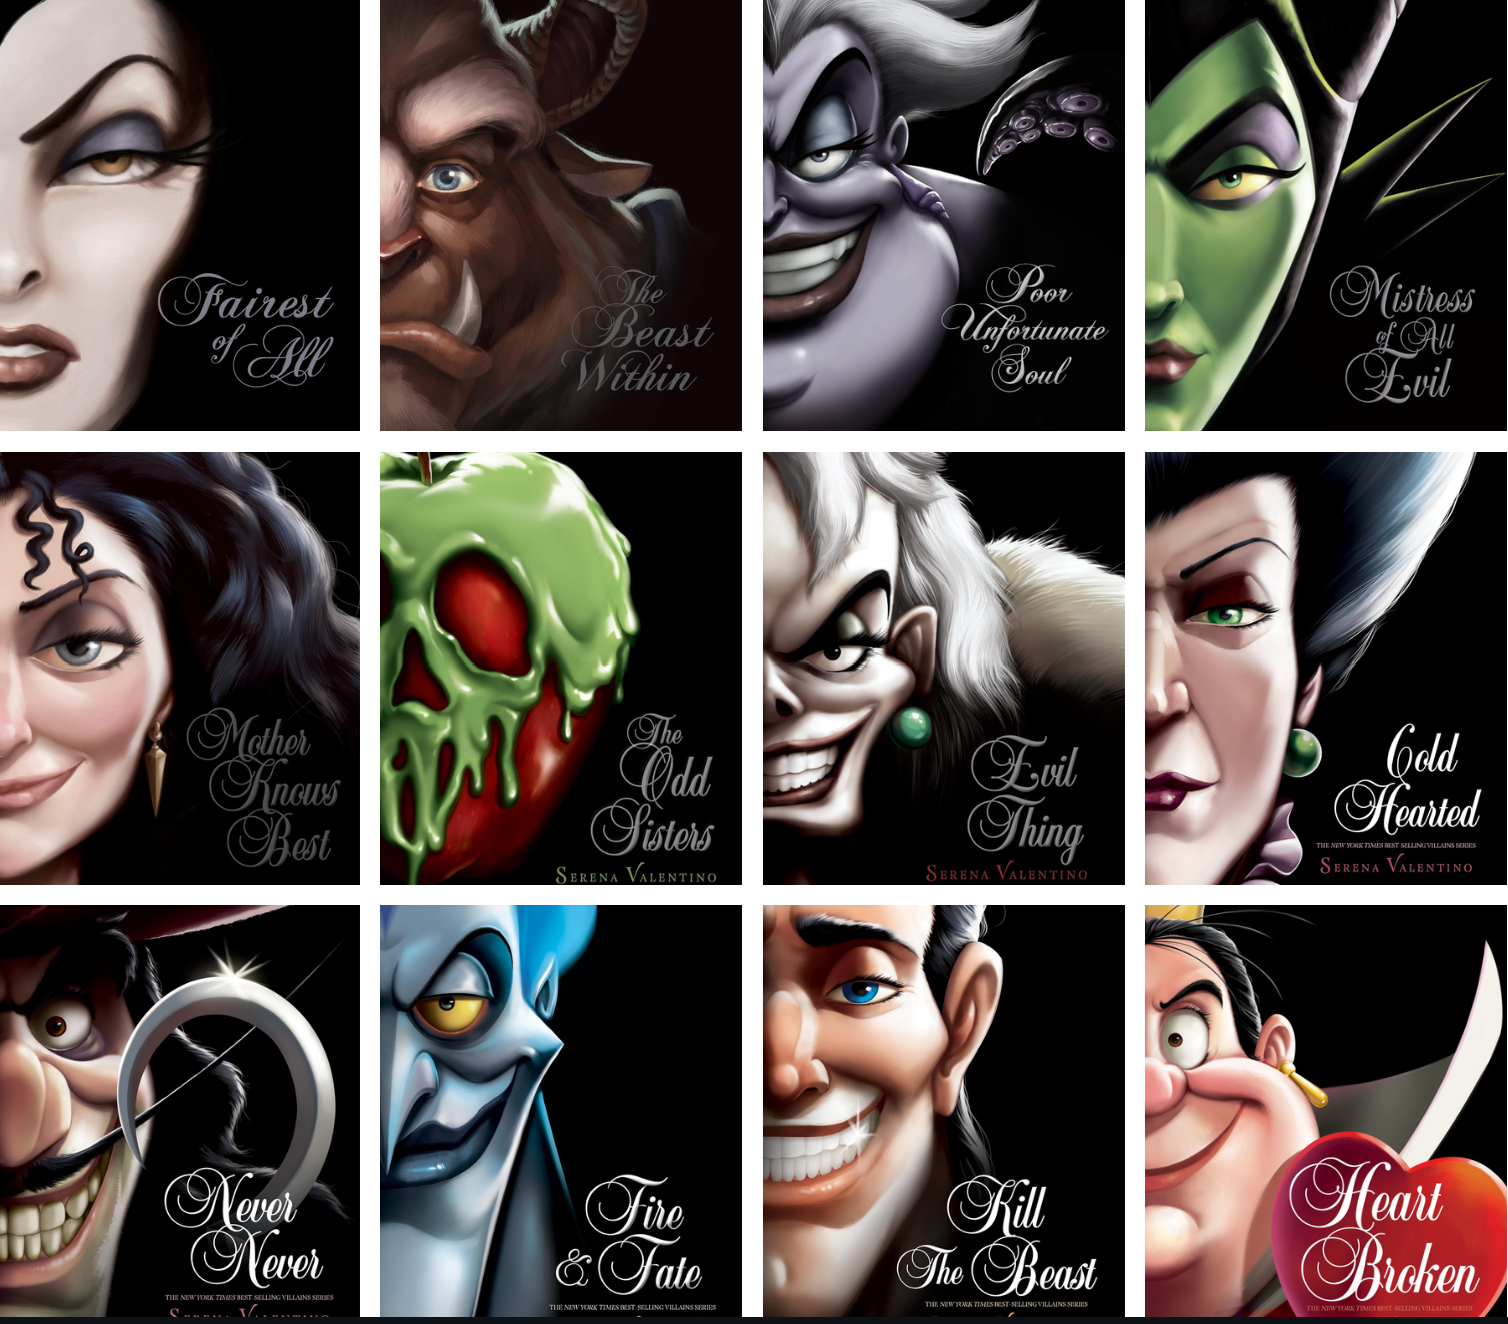 Fairest
of All
The
Beast
Within
Poor
Unfortunate
Soul
Mistress
of All
Evil
Mother
Knows
Best
The
Odd
Sisters
SERENA VALENTINO
Evil
Thing
SERENA VALENTINO
Cold
Hearted
THE NEW YORK TIMES BEST-SELLING VILLAINS SERIES
SERENA VALENTINO
Never
Never
THE NEW YORK TIMES BEST-SELLING VILLAINS SERIES
SERENA VALENTINO
Fire
& Fate
THE NEW YORK TIMES BEST-SELLING VILLAINS SERIES
Kill
The Beast
THE NEW YORK TIMES BEST-SELLING VILLAINS SERIES
Heart
Broken
THE NEW YORK TIMES BEST-SELLING VILLAINS SERIES